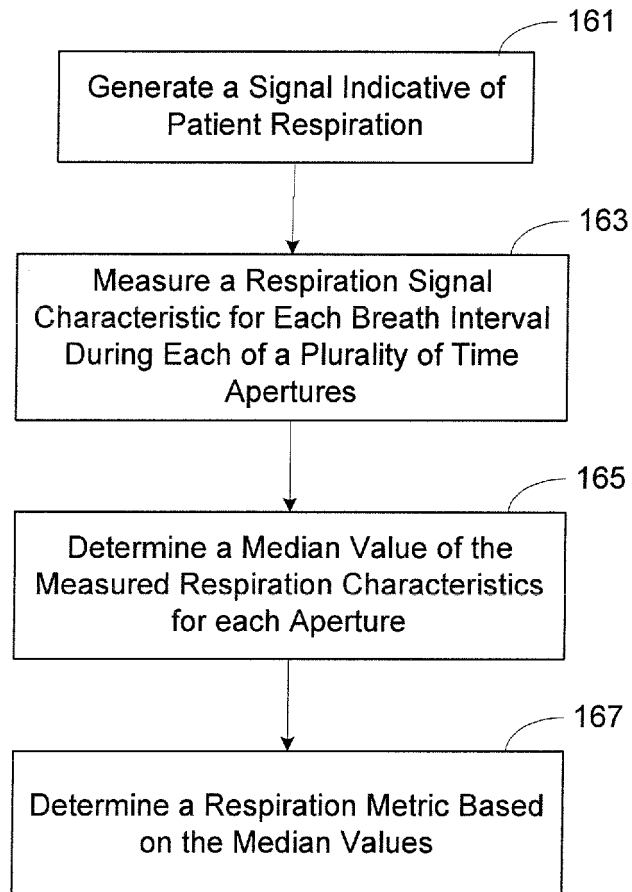 161
Generate a Signal Indicative of
Patient Respiration
163
Measure a Respiration Signal
Characteristic for Each Breath Interval
During Each of a Plurality of Time
Apertures
165
Determine a Median Value of the
Measured Respiration Characteristics
for each Aperture
167
Determine a Respiration Metric Based
on the Median Values